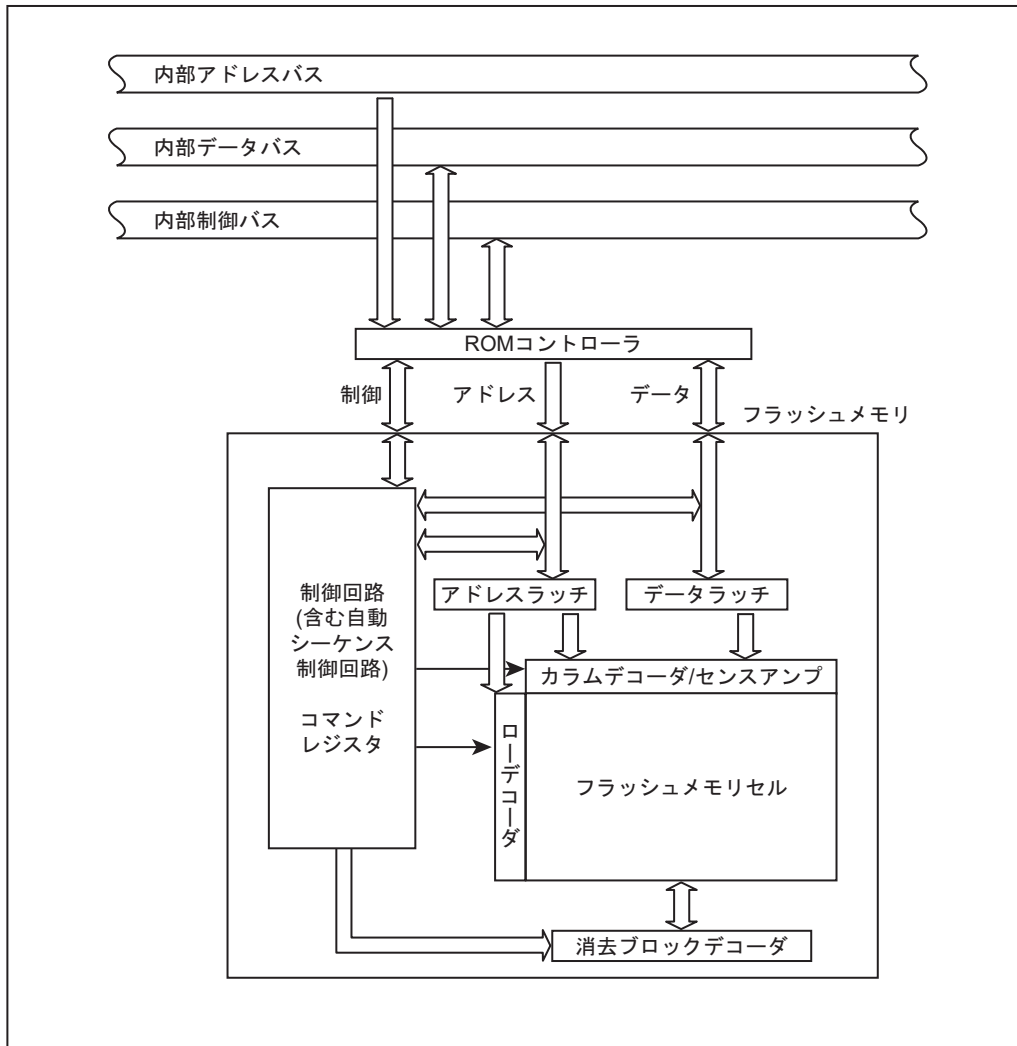 内部アドレスバス
内部データバス
内部制御バス
ROMコントローラ
制御
アドレス
データ
フラッシュメモリ
制御回路
(含む自動
シーケンス
制御回路)
コマンド
レジスタ
アドレスラッチ
データラッチ
カラムデコーダ/センスアンプ
ローデコーダ
フラッシュメモリセル
消去ブロックデコーダ